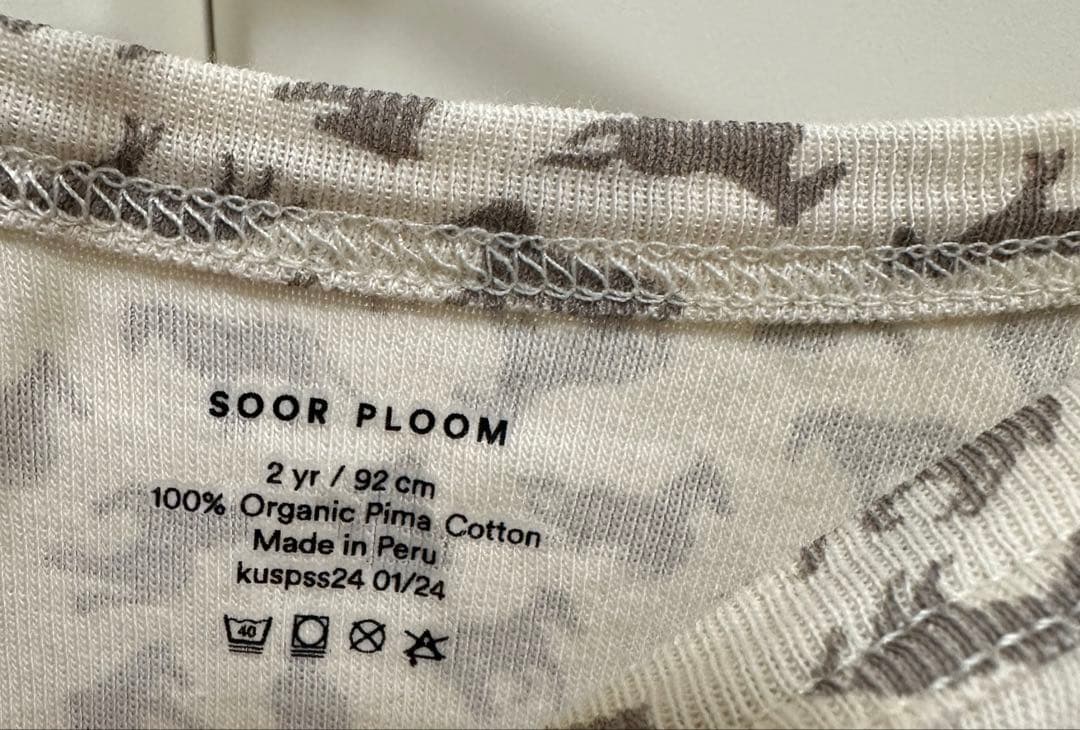 SOOR PLOOM
2 yr / 92 cm
100% Organic Pima Cotton
Made in Peru
kuspss24 01/24
40